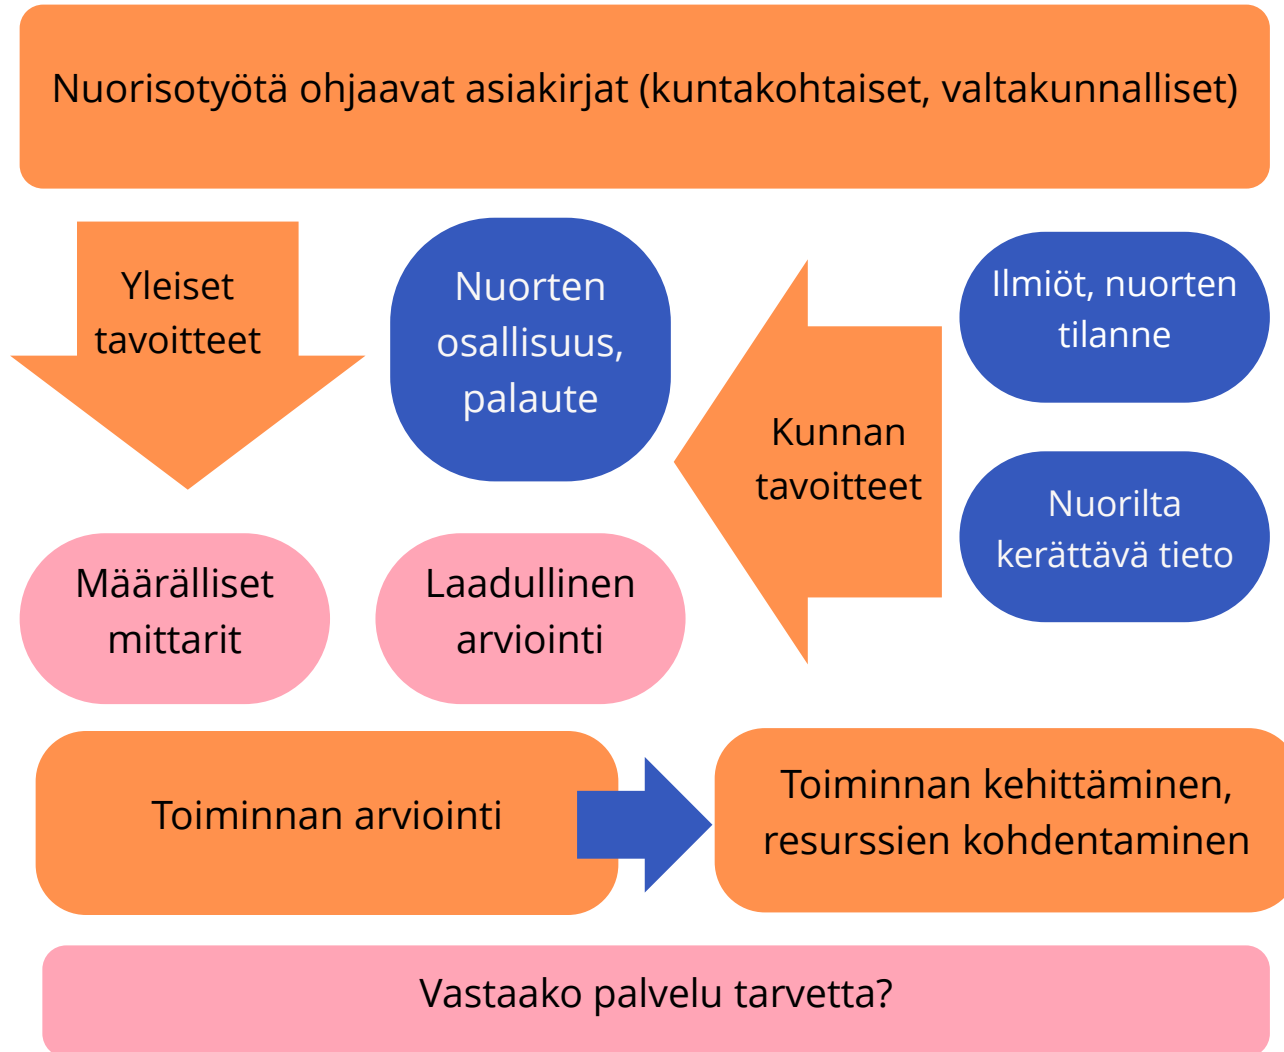 Nuorisotyötä ohjaavat asiakirjat (kuntakohtaiset, valtakunnalliset)
Yleiset
tavoitteet
Nuorten
osallisuus,
palaute
Kunnan
tavoitteet
Ilmiöt, nuorten
tilanne
Nuorilta
kerättävä tieto
Määrälliset
mittarit
Laadullinen
arviointi
Toiminnan arviointi
Toiminnan kehittäminen,
resurssien kohdentaminen
Vastaako palvelu tarvetta?